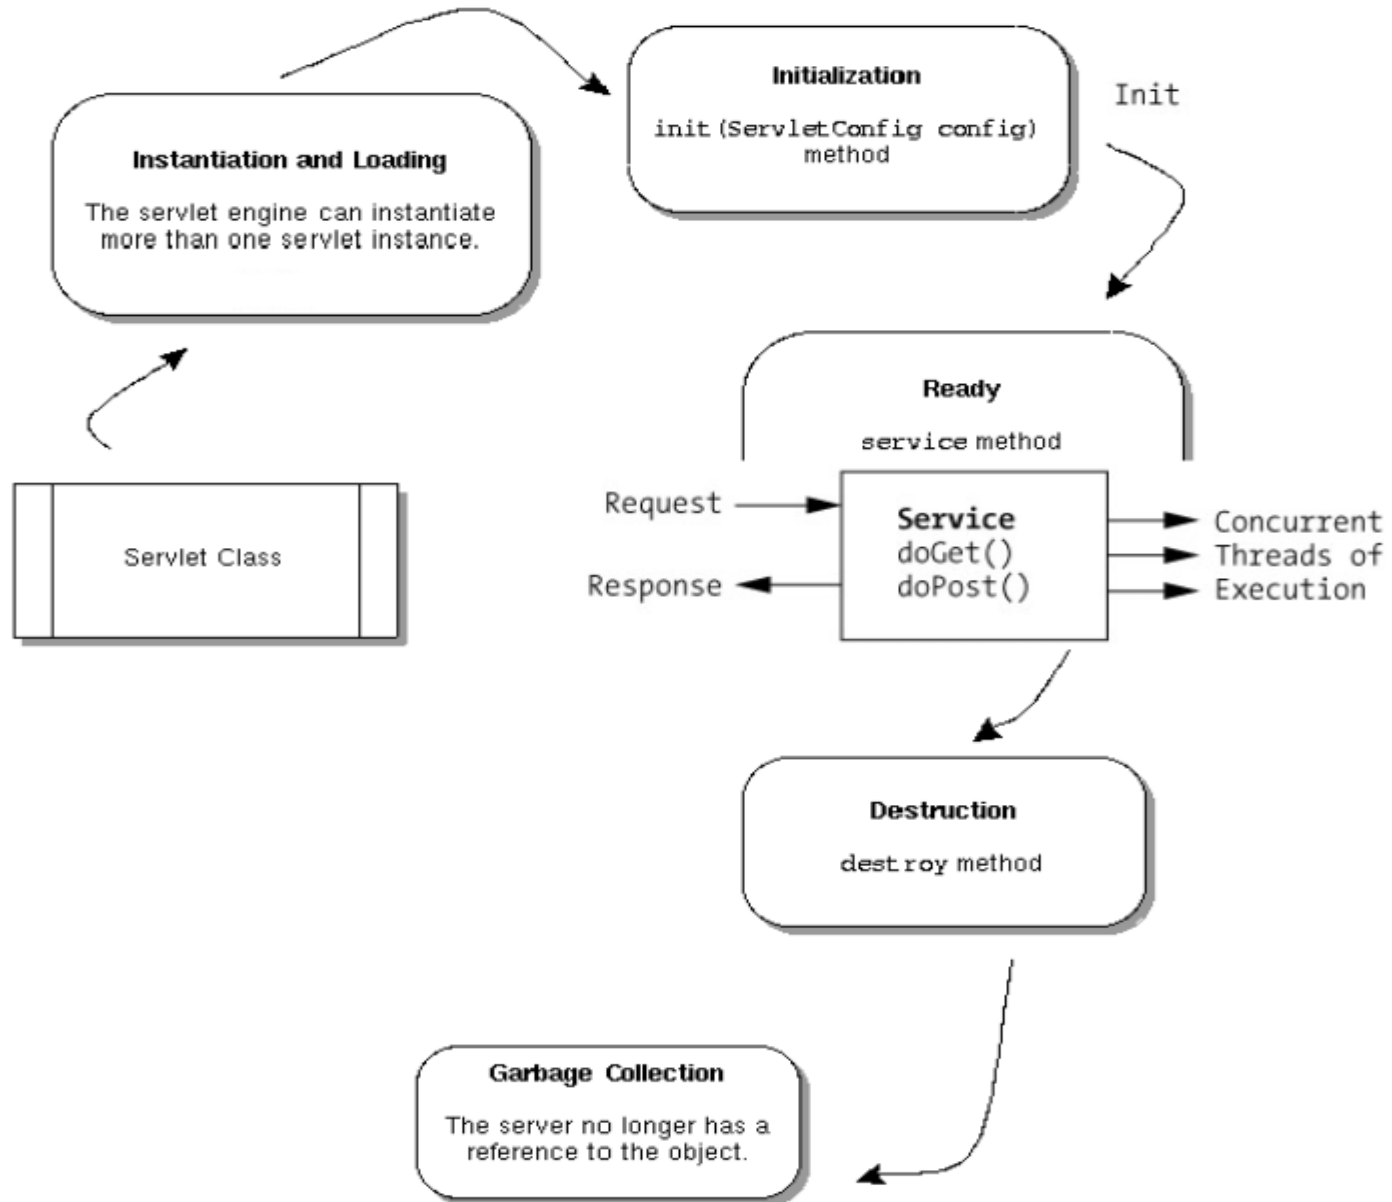 Initialization
init(ServletConfig config)
method
Init
Instantiation and Loading
The servlet engine can instantiate
more than one servlet instance.
Ready
service method
Request
Response
Service
doGet()
doPost()
Concurrent
Threads of
Execution
Servlet Class
Destruction
destroy method
Garbage Collection
The server no longer has a
reference to the object.